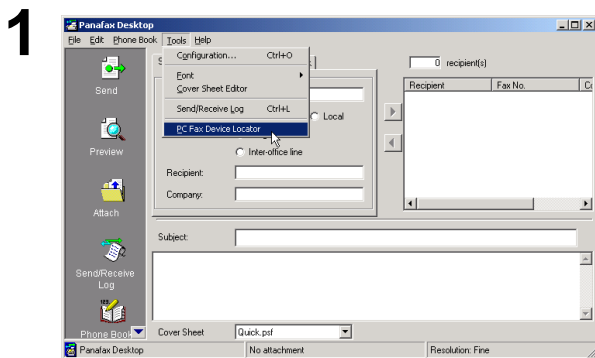 1
Panafax Desktop
File Edit Phone Book Tools Help
Configuration... Ctrl+O
Font
Cover Sheet Editor
Send/Receive Log Ctrl+L
PC Fax Device Locator
Send
Preview
Attach
Send/Receive Log
Phone Book
Local
Inter-office line
Recipient:
Company:
0 recipient(s)
Recipient Fax No.
Subject:
Cover Sheet Quick.psf
Panafax Desktop No attachment Resolution: Fine